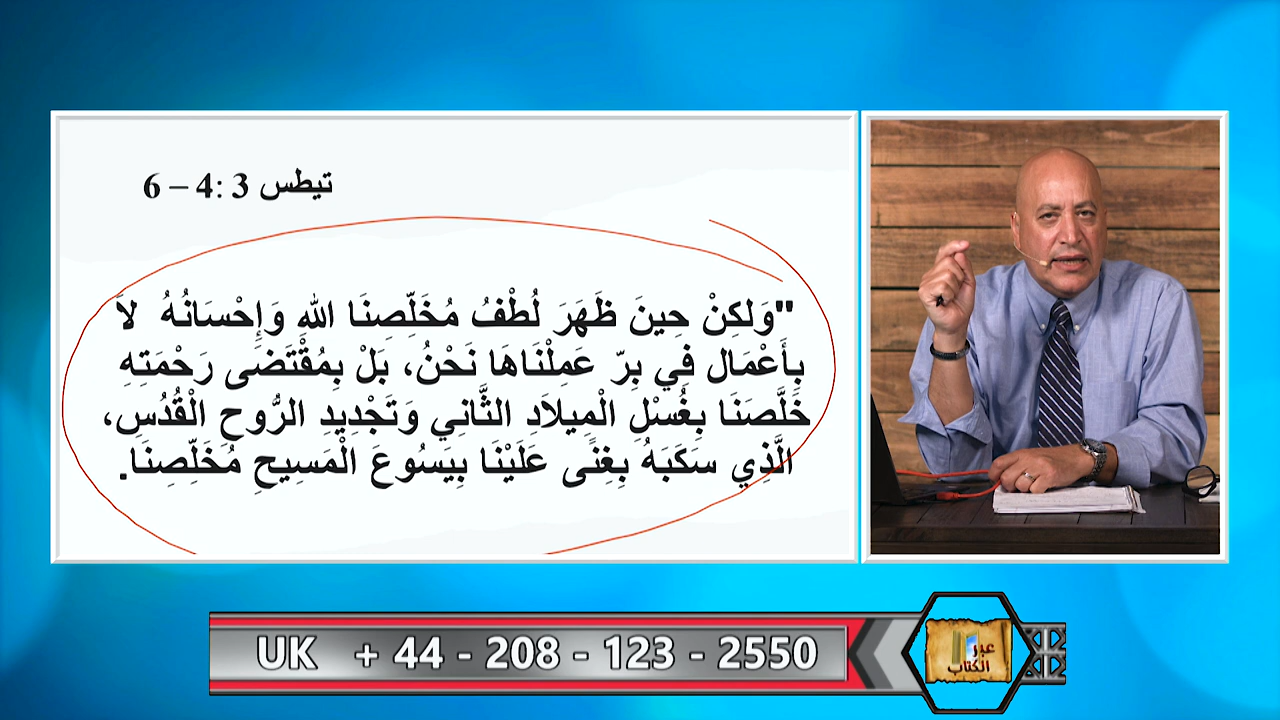 تيطس 3 :4 – 6
"وَلكِنْ حِينَ ظَهَرَ لُطْفُ مُخَلِّصِنَا اللهِ وَإِحْسَانُهُ لاَ
بِأَعْمَال فِي بِرّ عَمِلْنَاهَا نَحْنُ، بَلْ بِمُقْتَضَى رَحْمَتِهِ
خَلَّصَنَا بِغُسْلِ الْمِيلاَدِ الثَّانِي وَتَجْدِيدِ الرُّوحِ الْقُدُسِ،
الَّذِي سَكَبَهُ بِغِنًى عَلَيْنَا بِيَسُوعَ الْمَسِيحِ مُخَلِّصِنَا.
UK + 44 - 208 - 123 - 2550
عبر
الكتاب